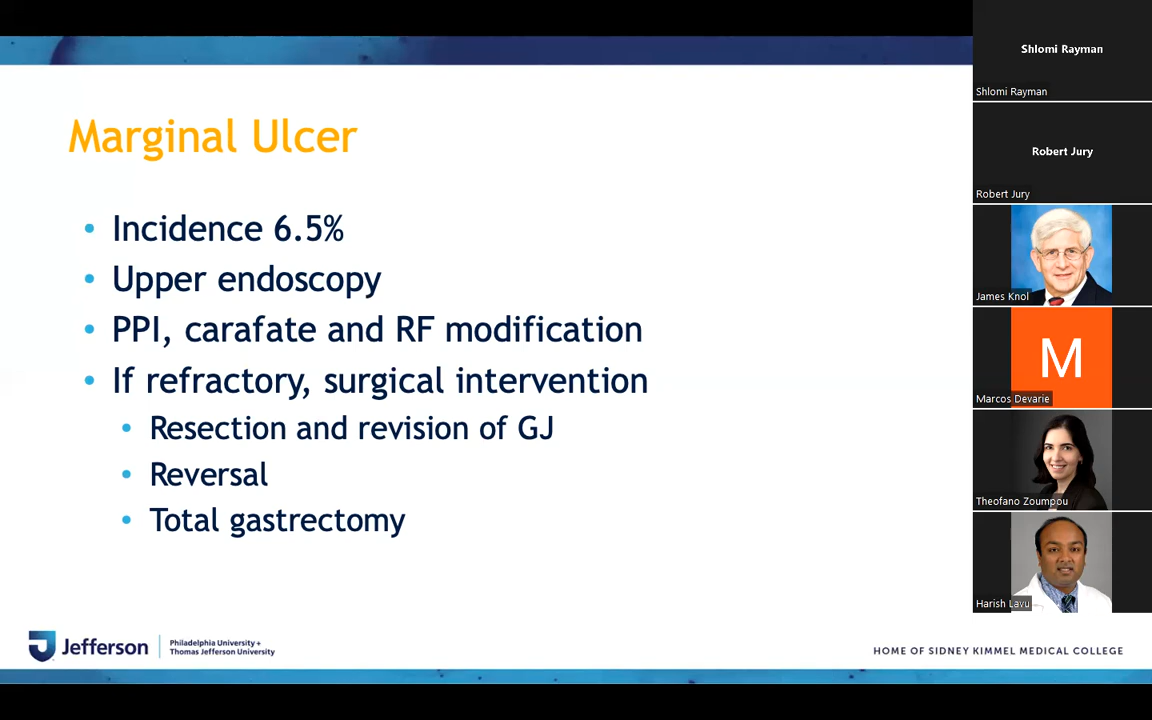 Marginal Ulcer
• Incidence 6.5%
• Upper endoscopy
• PPI, carafate and RF modification
• If refractory, surgical intervention
• Resection and revision of GJ
• Reversal
• Total gastrectomy
Jefferson
Philadelphia University +
Thomas Jefferson University
HOME OF SIDNEY KIMMEL MEDICAL COLLEGE
Shlomi Rayman
Shlomi Rayman
Robert Jury
Robert Jury
James Knol
M
Marcos Devarie
Theofano Zoumpou
Harish Lavu